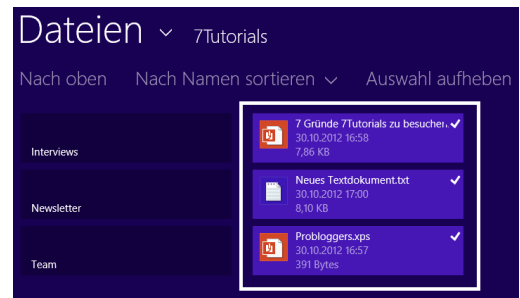 Dateien 7Tutorials
Nach oben Nach Namen sortieren Auswahl aufheben
Interviews
Newsletter
Team
7 Gründe 7Tutorials zu besuchen
30.10.2012 16:58
7,86 KB
Neues Textdokument.txt
30.10.2012 17:00
8,10 KB
Probloggers.xps
30.10.2012 16:57
391 Bytes